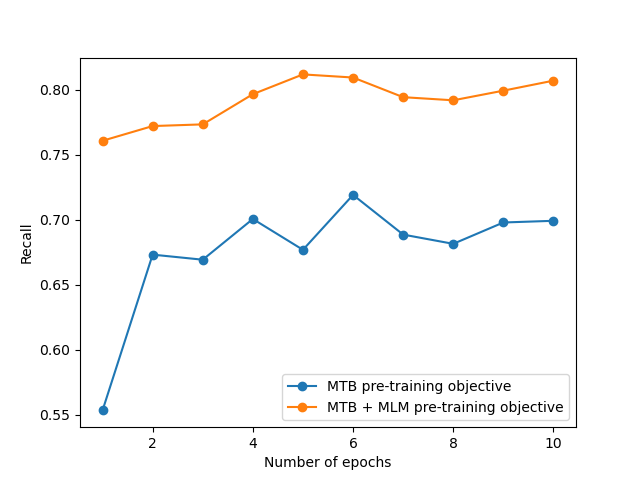 0.80
0.75
0.70
0.65
0.60
0.55
Recall
2
4
6
8
10
Number of epochs
MTB pre-training objective
MTB + MLM pre-training objective